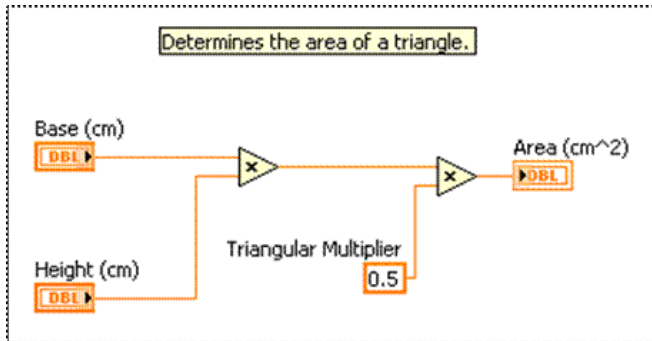 Determines the area of a triangle.
Base (cm)
DBL
×
×
Area (cm^2)
DBL
Triangular Multiplier
0.5
Height (cm)
DBL